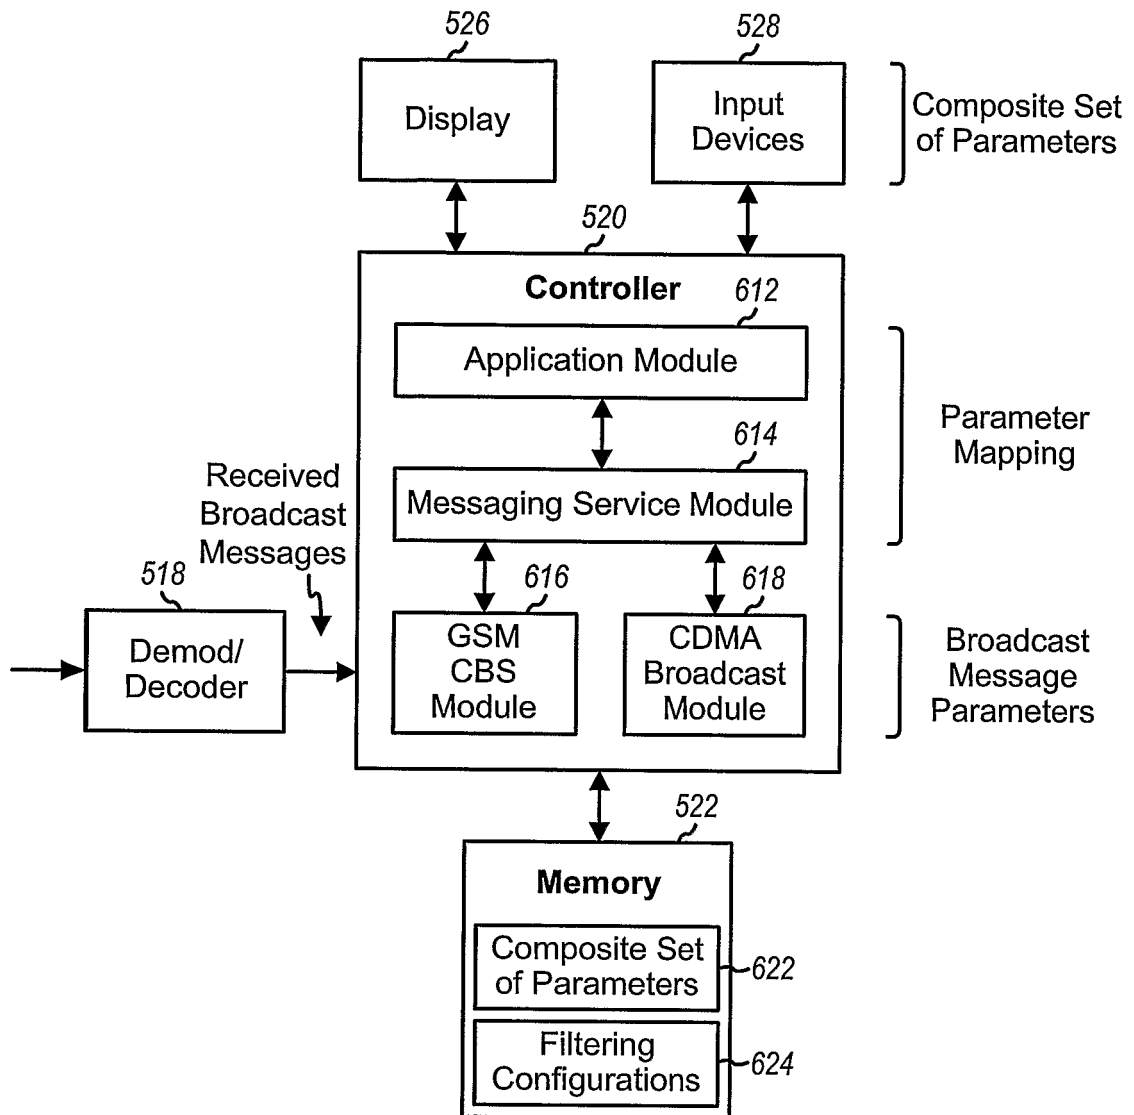 526
528
Display
Input
Devices
Composite Set
of Parameters
520
Controller
612
Application Module
614
Messaging Service Module
Parameter
Mapping
Received
Broadcast
Messages
518
Demod/
Decoder
616
GSM
CBS
Module
618
CDMA
Broadcast
Module
Broadcast
Message
Parameters
522
Memory
Composite Set
of Parameters
622
Filtering
Configurations
624